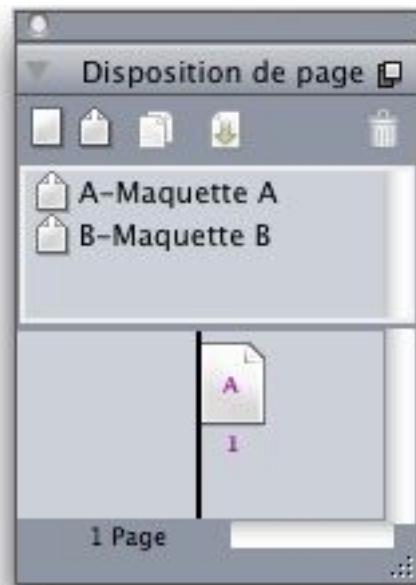 Disposition de page
A-Maquette A
B-Maquette B
A
1
1 Page